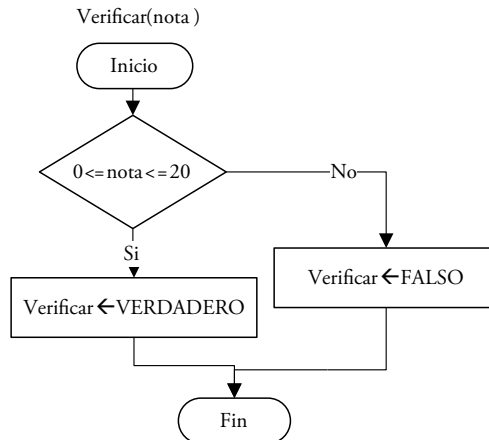 Verificar(nota )
Inicio
0<=nota<=20
No
Si
Verificar←FALSO
Verificar←VERDADERO
Fin